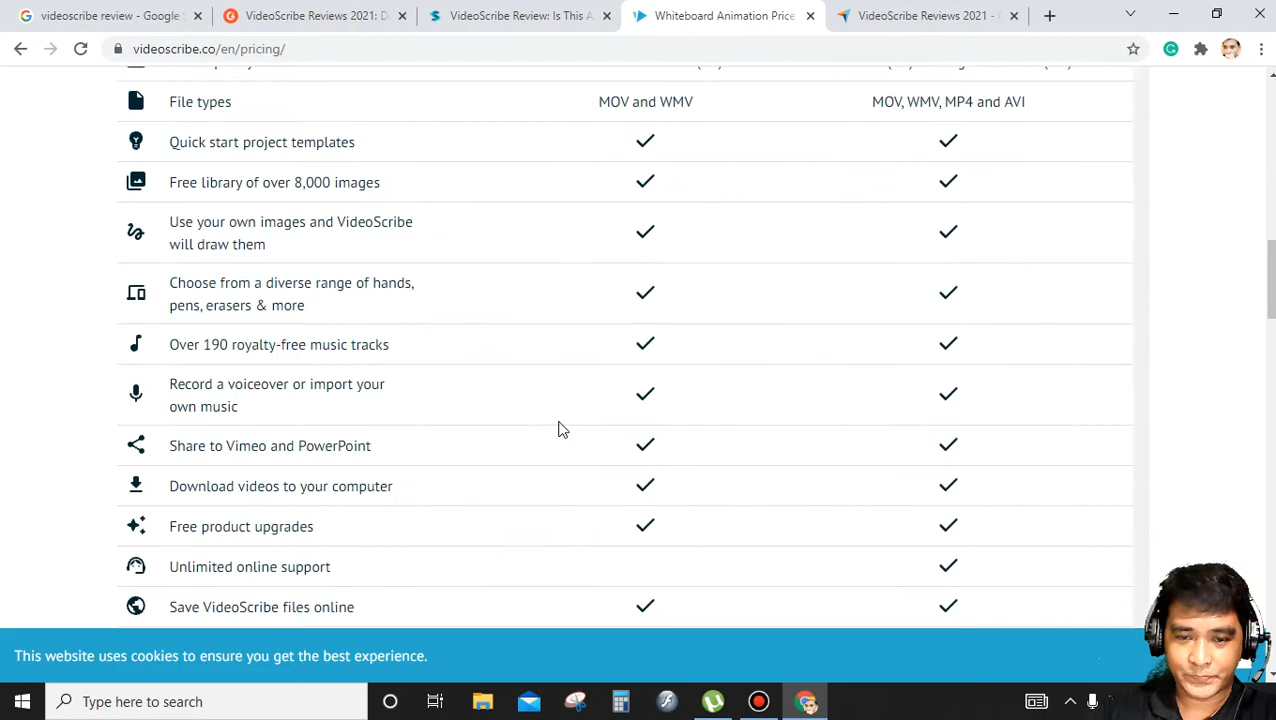 videoscribe review - Google
VideoScribe Reviews 2021: D
VideoScribe Review: Is This A
Whiteboard Animation Price
VideoScribe Reviews 2021 - 
videoscribe.co/en/pricing/
File types
MOV and WMV
MOV, WMV, MP4 and AVI
Quick start project templates
Free library of over 8,000 images
Use your own images and VideoScribe
will draw them
Choose from a diverse range of hands,
pens, erasers & more
Over 190 royalty-free music tracks
Record a voiceover or import your
own music
Share to Vimeo and PowerPoint
Download videos to your computer
Free product upgrades
Unlimited online support
Save VideoScribe files online
This website uses cookies to ensure you get the best experience.
Type here to search